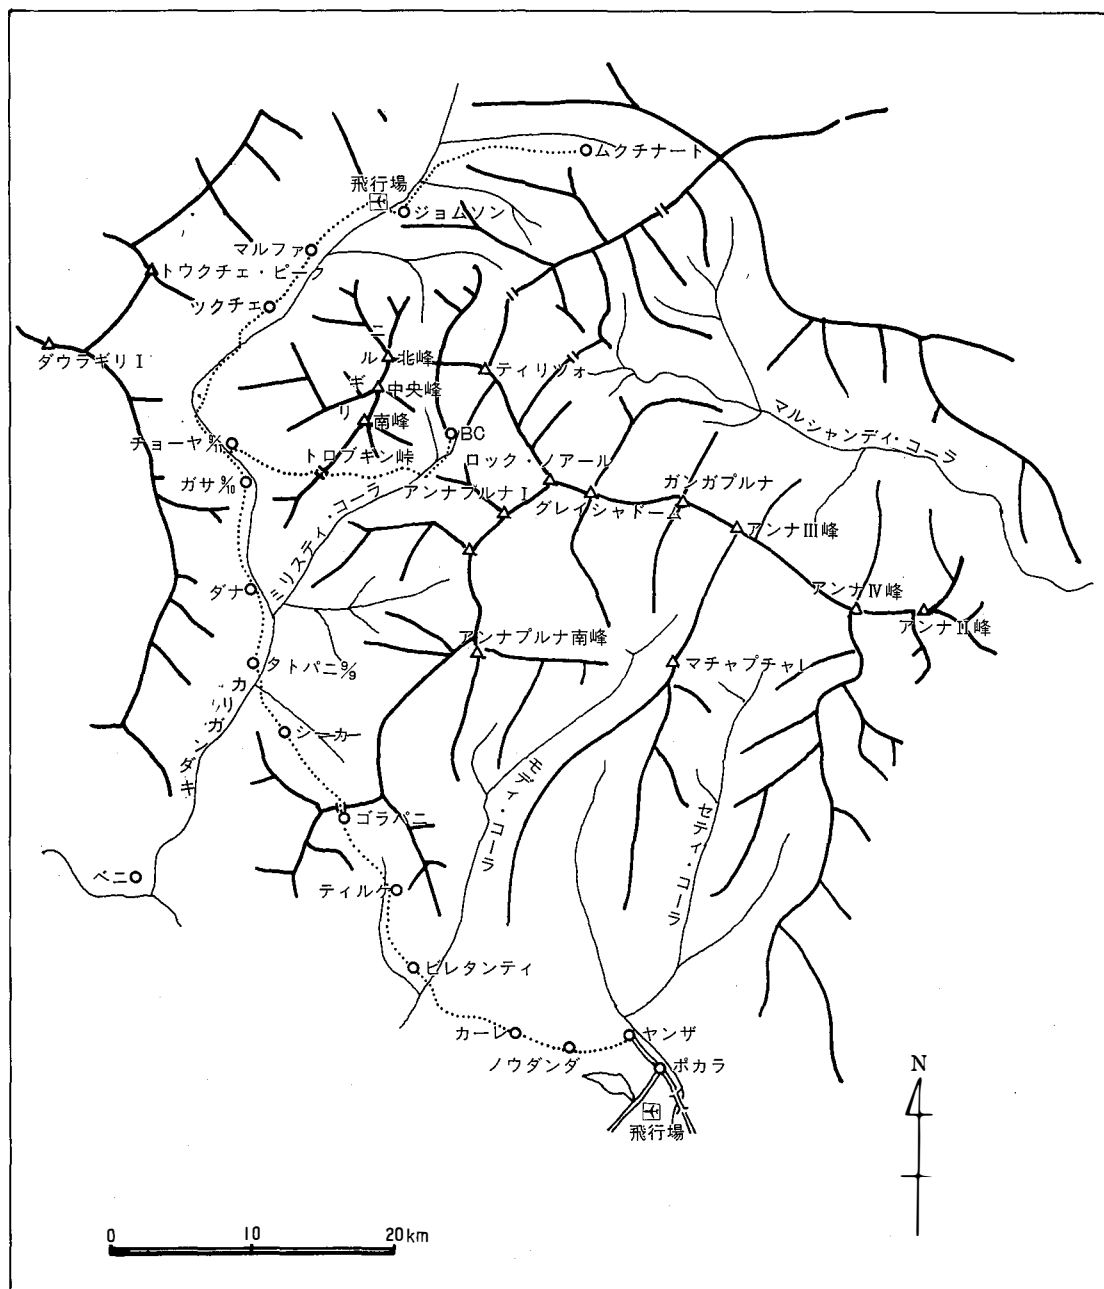 ムクチナート
飛行場
ジョムソン
マルファ
トウクチェ・ピーク
ツクチェ
ダウラギリ I
ニルギリ
北峰
中央峰
南峰
ティリツォ
マルシャンディ・コーラ
BC
チョーヤ 9/11
トロブギン峠
ロック・ノアール
ガサ 9/10
アンナプルナ I
グレイシャドー
ガンガプルナ
アンナIII峰
ミリスティ・コーラ
ダナ
アンナIV峰
アンナII峰
アンナプルナ南峰
マチャプチャレ
タトパニ 9/9
カリガンダキ
シーカ
モディ・コーラ
セティ・コーラ
ゴラパニ
ベニ
ティルケ
ビレタンティ
カーレ
ヤンザ
ノウダンダ
ポカラ
飛行場
N
0 10 20km